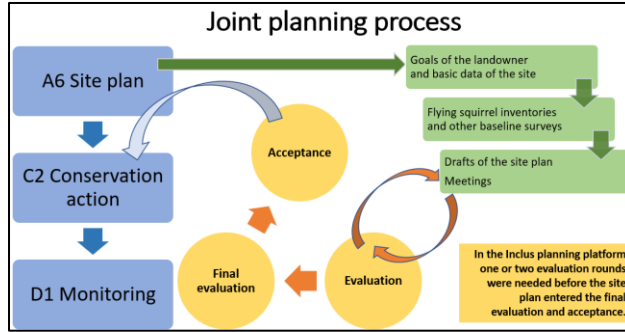 Joint planning process
A6 Site plan
C2 Conservation
action
D1 Monitoring
Goals of the landowner
and basic data of the site
Flying squirrel inventories
and other baseline surveys
Drafts of the site plan
Meetings
Acceptance
Final
evaluation
Evaluation
In the Inclus planning platform
one or two evaluation rounds
were needed before the site
plan entered the final
evaluation and acceptance.